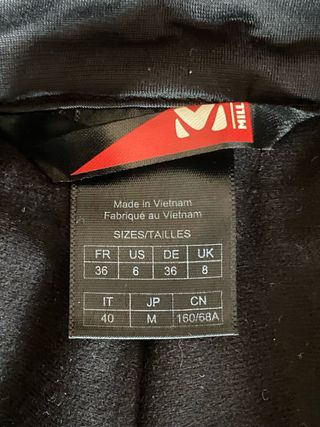 MILL
Made in Vietnam
Fabriqué au Vietnam
SIZES/TAILLES
FR US DE UK
36 6 36 8
IT JP CN
40 M 160/68A